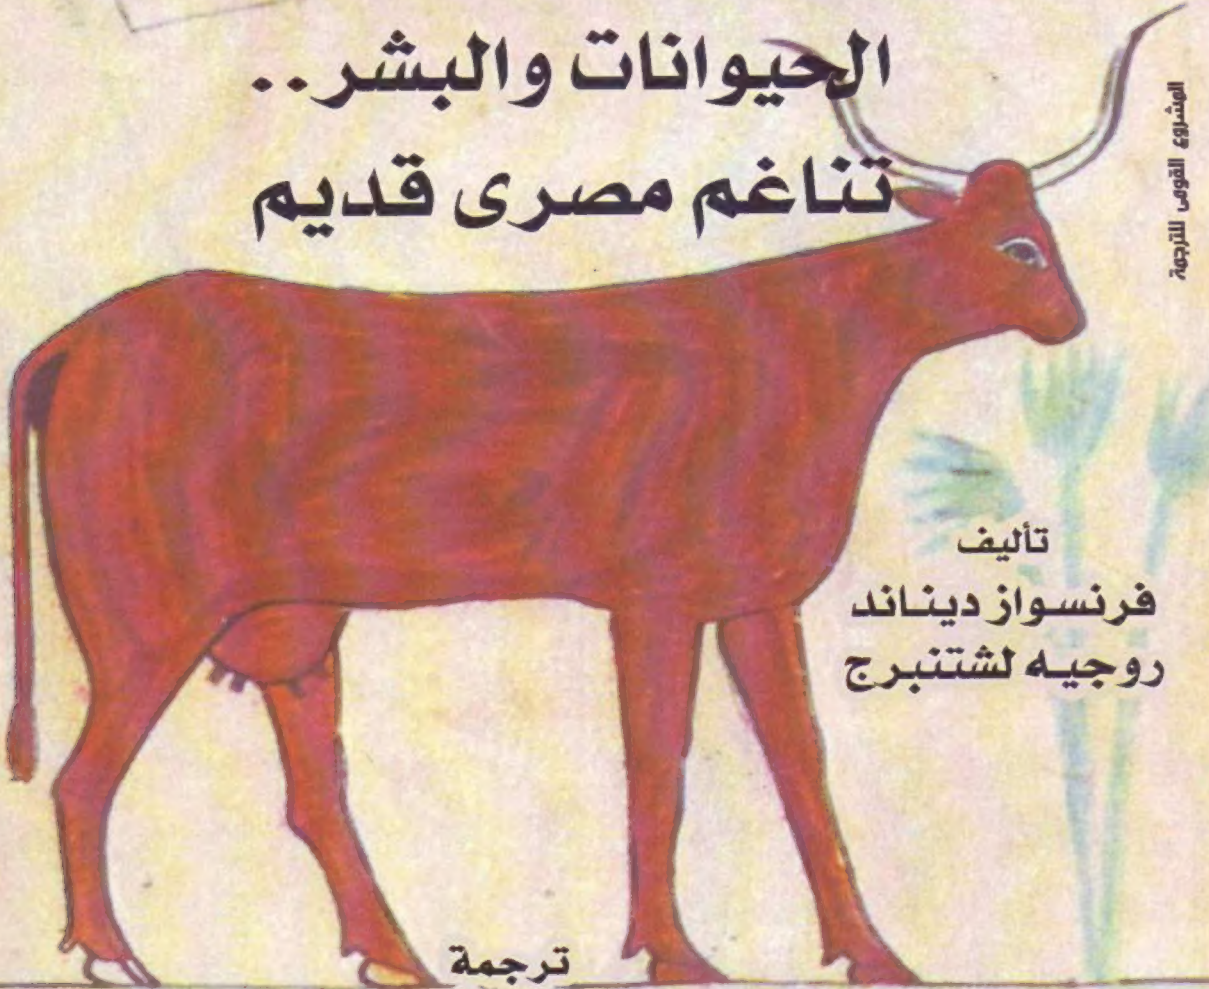 الحيوانات والبشر..
تناغم مصرى قديم
المشروع القومى للترجمة
تأليف
فرنسواز ديناند
روجيه لشتنبرج
ترجمة